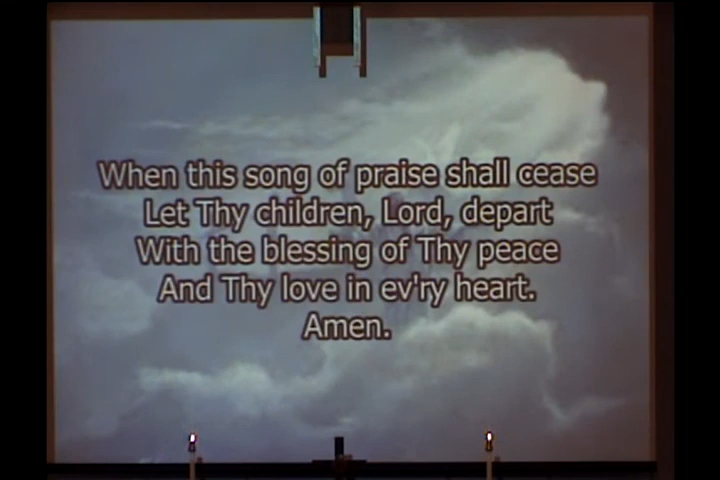 When this song of praise shall cease
Let Thy children, Lord, depart
With the blessing of Thy peace
And Thy love in ev'ry heart.
Amen.